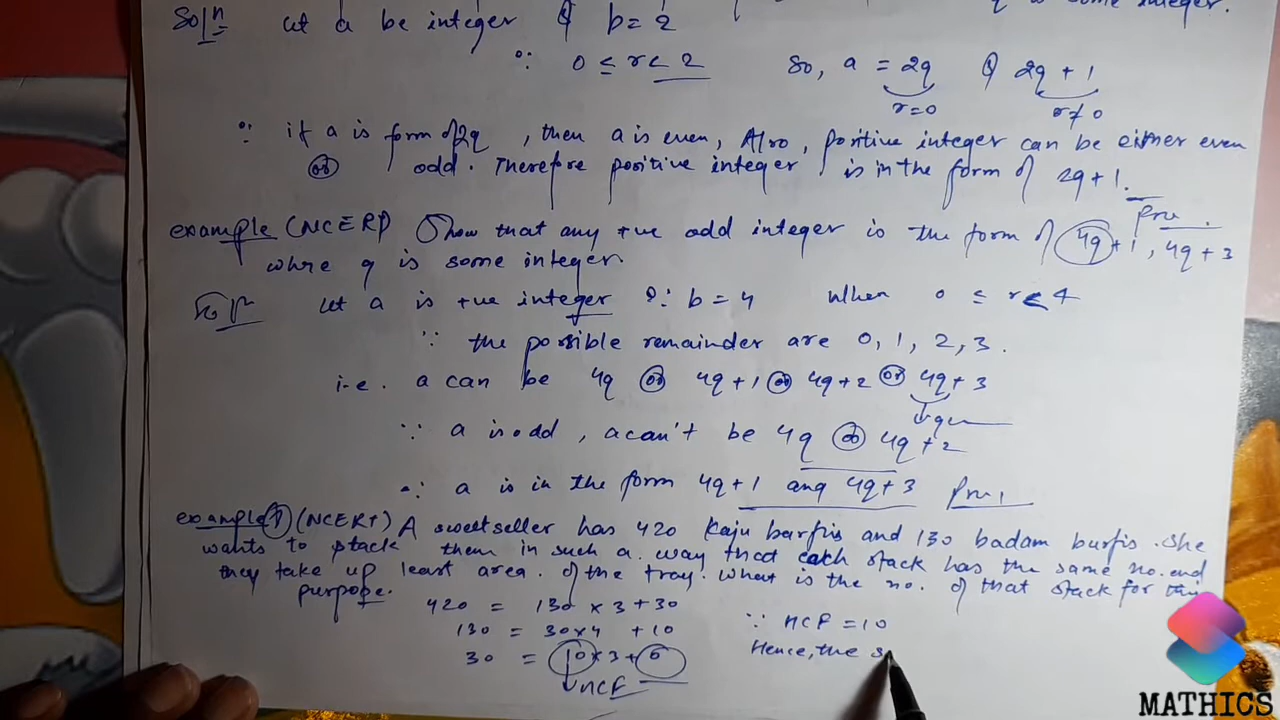 Soln let a be integer & b = 2
∵ 0 ≤ r < 2 So, a = 2q & 2q + 1
r=0 r≠0
∵ if a is form of 2q , then a is even, Also, positive integer can be either even
or odd. Therefore positive integer is in the form of 2q+1.
example (NCERT) Show that any +ve odd integer is the form of 4q+1, 4q+3
where q is some integer.
Soln let a is +ve integer ∵ b = 4 When 0 ≤ r < 4
∵ the possible remainder are 0, 1, 2, 3.
i.e. a can be 4q or 4q+1 or 4q+2 or 4q+3
∵ a is odd, a can't be 4q or 4q+2
∴ a is in the form 4q+1 and 4q+3
example (NCERT) A sweetseller has 420 kaju barfis and 130 badam burfis. She
wants to stack them in such a way that each stack has the same no. and
they take up least area. of the tray. What is the no. of that stack for this
purpose.
420 = 130 x 3 + 30
130 = 30 x 4 + 10
30 = 10 x 3 + 0
HCF
∵ HCF = 10
Hence, the s
MATHICS